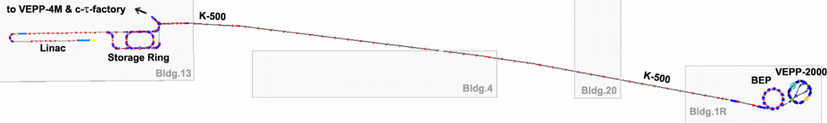 to VEPP-4M & c-τ-factory
K-500
Linac
Storage Ring
Bldg.13
Bldg.4
Bldg.20
K-500
BEP
VEPP-2000
Bldg.1R